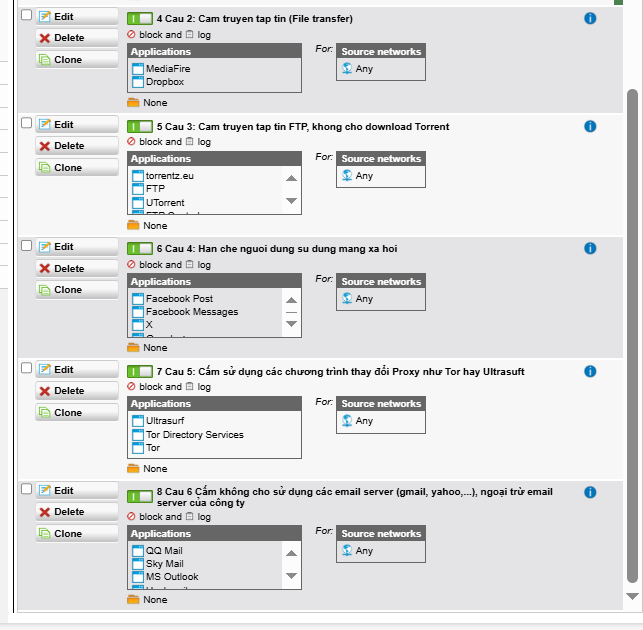 Edit
Delete
Clone
4 Cau 2: Cam truyen tap tin (File transfer)
block and log
Applications
MediaFire
Dropbox
None
For:
Source networks
Any
Edit
Delete
Clone
5 Cau 3: Cam truyen tap tin FTP, khong cho download Torrent
block and log
Applications
torrentz.eu
FTP
UTorrent
None
For:
Source networks
Any
Edit
Delete
Clone
6 Cau 4: Han che nguoi dung su dung mang xa hoi
block and log
Applications
Facebook Post
Facebook Messages
X
None
For:
Source networks
Any
Edit
Delete
Clone
7 Cau 5: Cấm sử dụng các chương trình thay đổi Proxy như Tor hay Ultrasuft
block and log
Applications
Ultrasurf
Tor Directory Services
Tor
None
For:
Source networks
Any
Edit
Delete
Clone
8 Cau 6 Cấm không cho sử dụng các email server (gmail, yahoo,...), ngoại trừ email
server của công ty
block and log
Applications
QQ Mail
Sky Mail
MS Outlook
None
For:
Source networks
Any